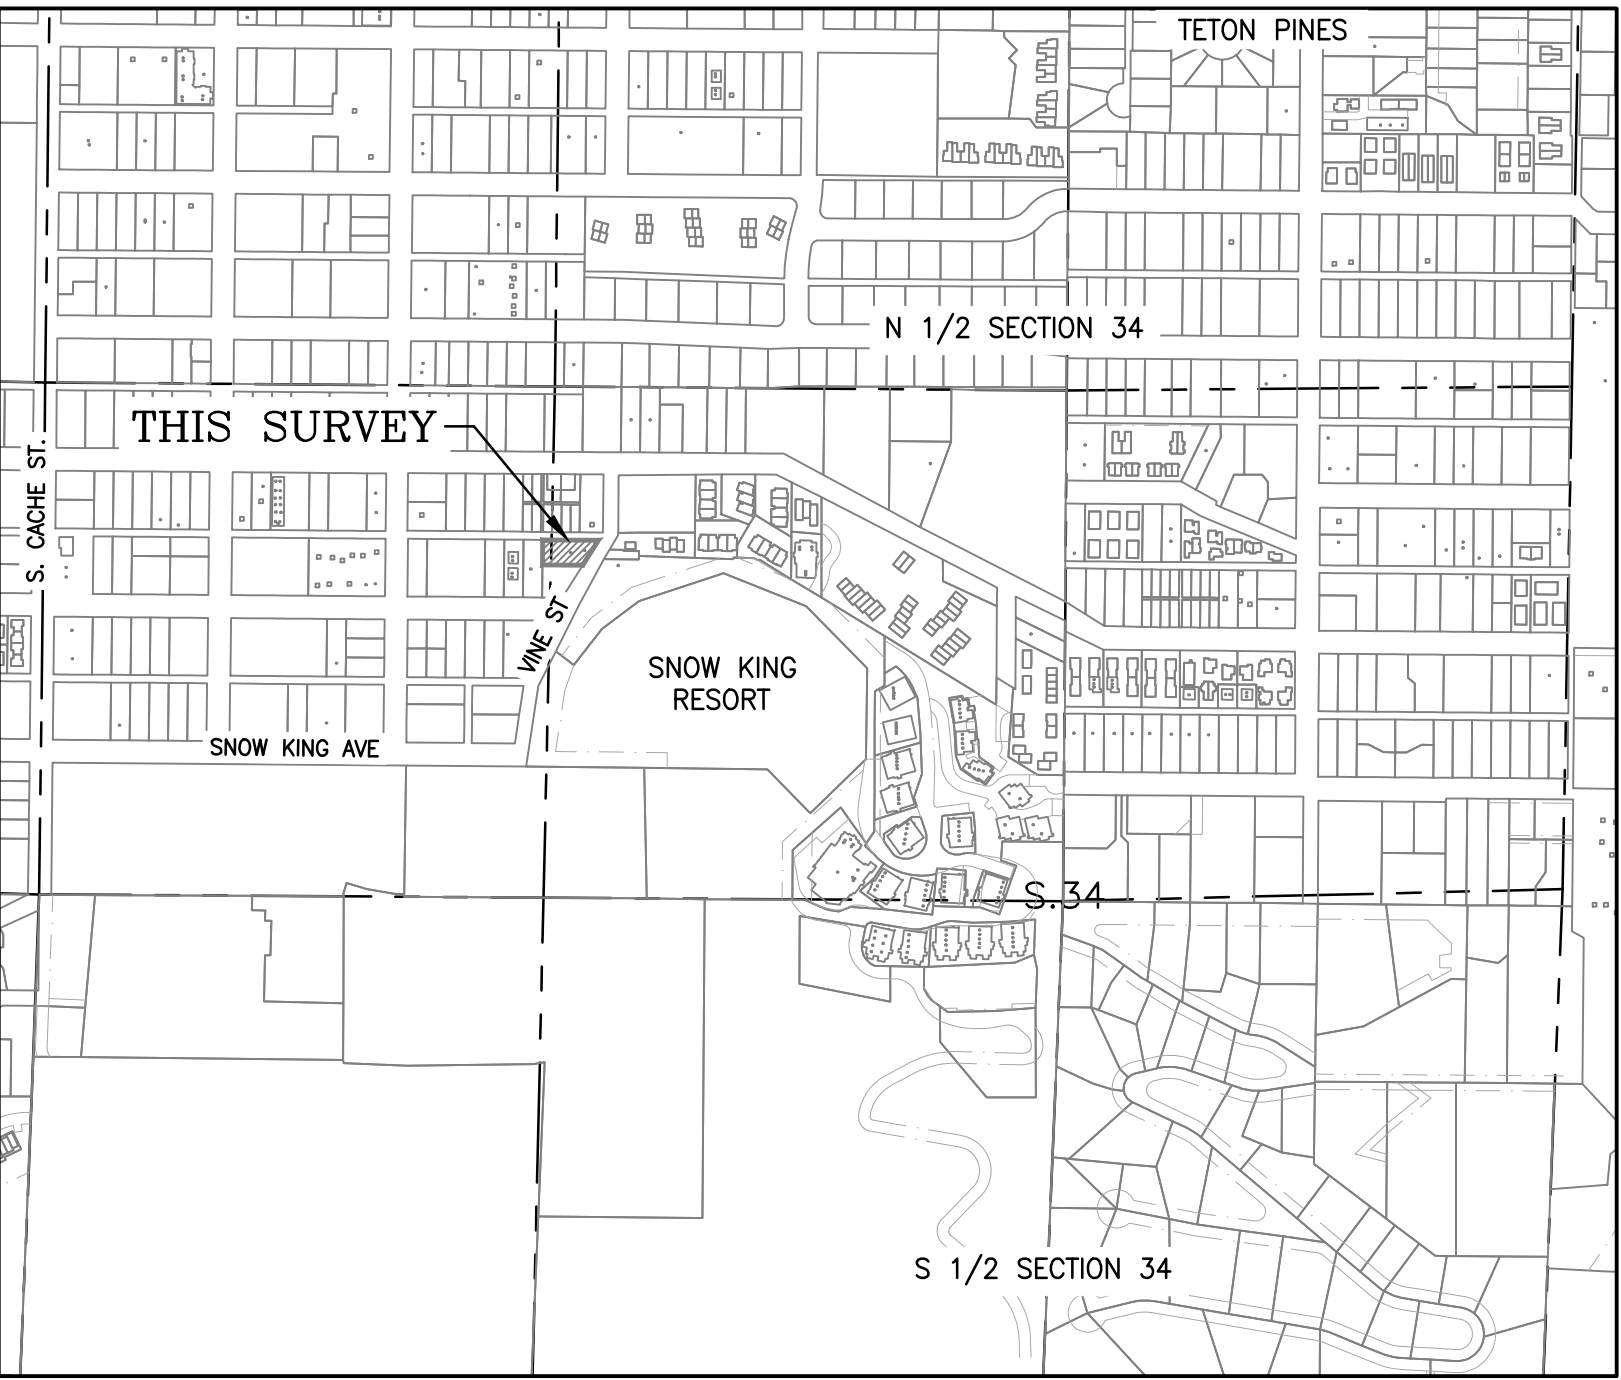 TETON PINES
N 1/2 SECTION 34
THIS SURVEY
S. CACHE ST.
VINE ST
SNOW KING
RESORT
SNOW KING AVE
S.34
S 1/2 SECTION 34